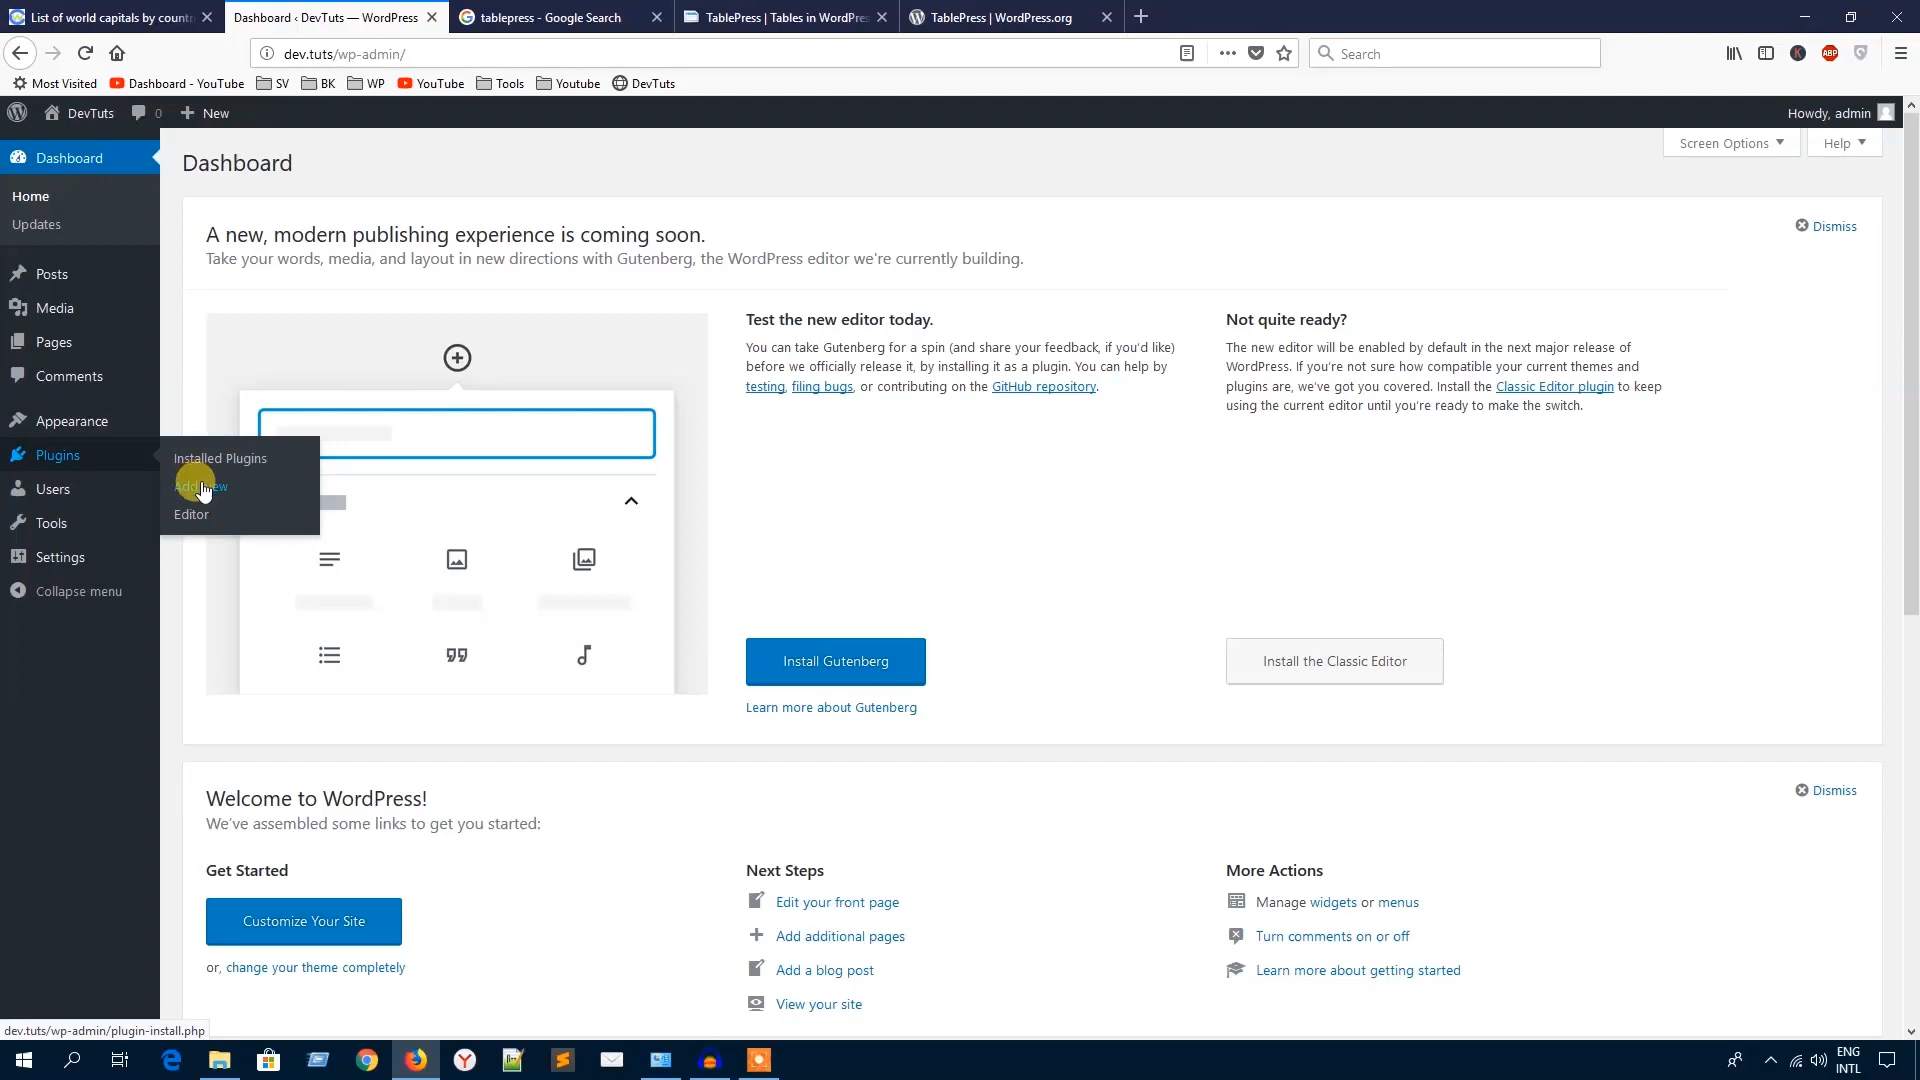 List of world capitals by countr
Dashboard ‹ DevTuts — WordPress
tablepress - Google Search
TablePress | Tables in WordPres
TablePress | WordPress.org
dev.tuts/wp-admin/
Search
Most Visited
Dashboard - YouTube
SV
BK
WP
YouTube
Tools
Youtube
DevTuts
DevTuts
0
New
Howdy, admin
Dashboard
Home
Updates
Posts
Media
Pages
Comments
Appearance
Plugins
Users
Tools
Settings
Collapse menu
Installed Plugins
Editor
Dashboard
Screen Options
Help
A new, modern publishing experience is coming soon.
Take your words, media, and layout in new directions with Gutenberg, the WordPress editor we're currently building.
Dismiss
Test the new editor today.
You can take Gutenberg for a spin (and share your feedback, if you'd like)
before we officially release it, by installing it as a plugin. You can help by
testing, filing bugs, or contributing on the GitHub repository.
Install Gutenberg
Learn more about Gutenberg
Not quite ready?
The new editor will be enabled by default in the next major release of
WordPress. If you're not sure how compatible your current themes and
plugins are, we've got you covered. Install the Classic Editor plugin to keep
using the current editor until you're ready to make the switch.
Install the Classic Editor
Welcome to WordPress!
We've assembled some links to get you started:
Dismiss
Get Started
Customize Your Site
or, change your theme completely
Next Steps
Edit your front page
Add additional pages
Add a blog post
View your site
More Actions
Manage widgets or menus
Turn comments on or off
Learn more about getting started
dev.tuts/wp-admin/plugin-install.php
ENG
INTL